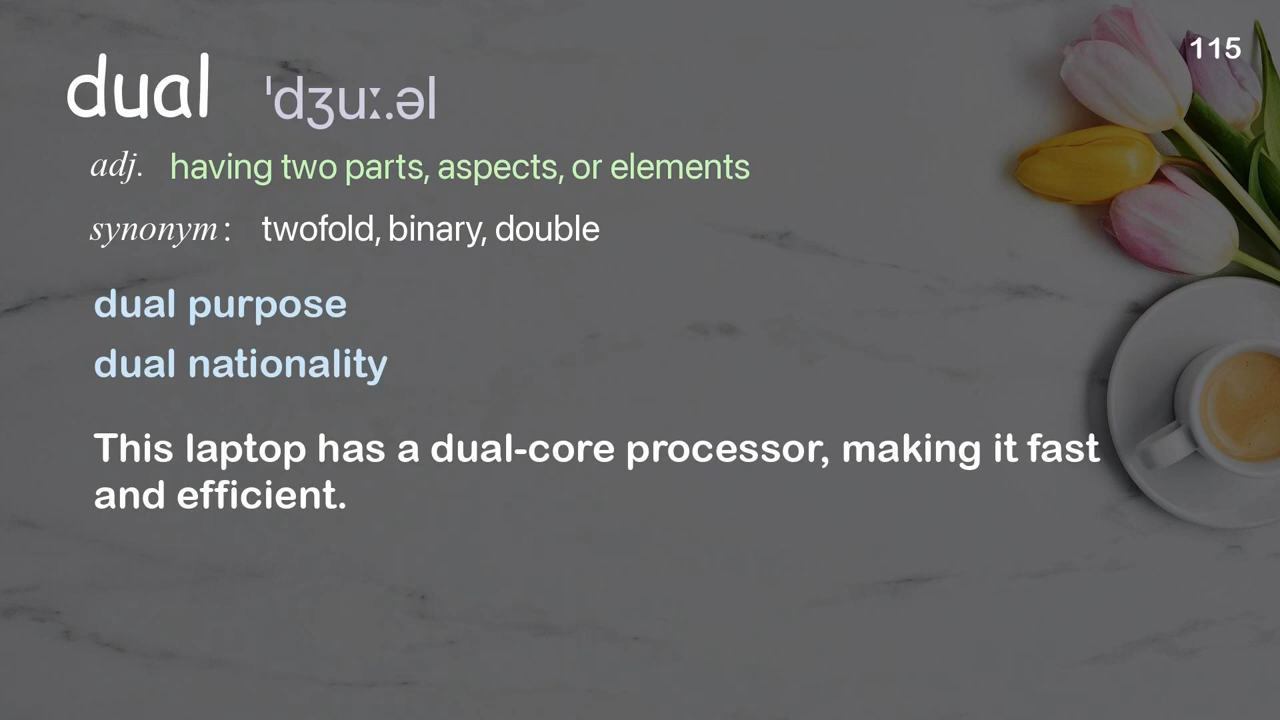 115
dual ˈdʒuː.əl
adj. having two parts, aspects, or elements
synonym: twofold, binary, double
dual purpose
dual nationality
This laptop has a dual-core processor, making it fast
and efficient.